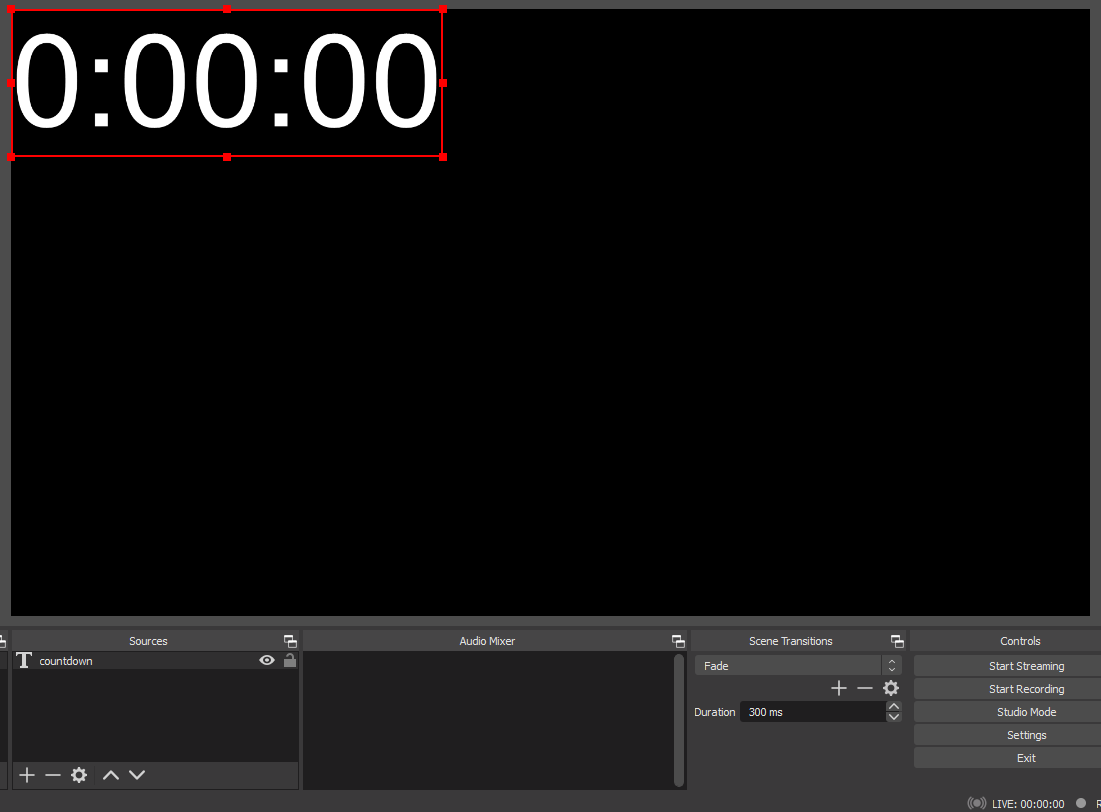 0:00:00
Sources
countdown
Audio Mixer
Scene Transitions
Fade
Duration 300 ms
Controls
Start Streaming
Start Recording
Studio Mode
Settings
Exit
LIVE: 00:00:00
R